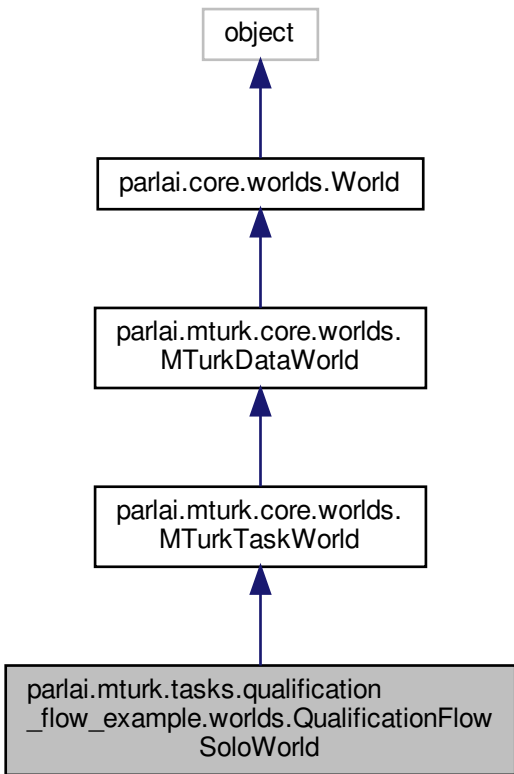 object
parlai.core.worlds.World
parlai.mturk.core.worlds.
MTurkDataWorld
parlai.mturk.core.worlds.
MTurkTaskWorld
parlai.mturk.tasks.qualification
_flow_example.worlds.QualificationFlow
SoloWorld